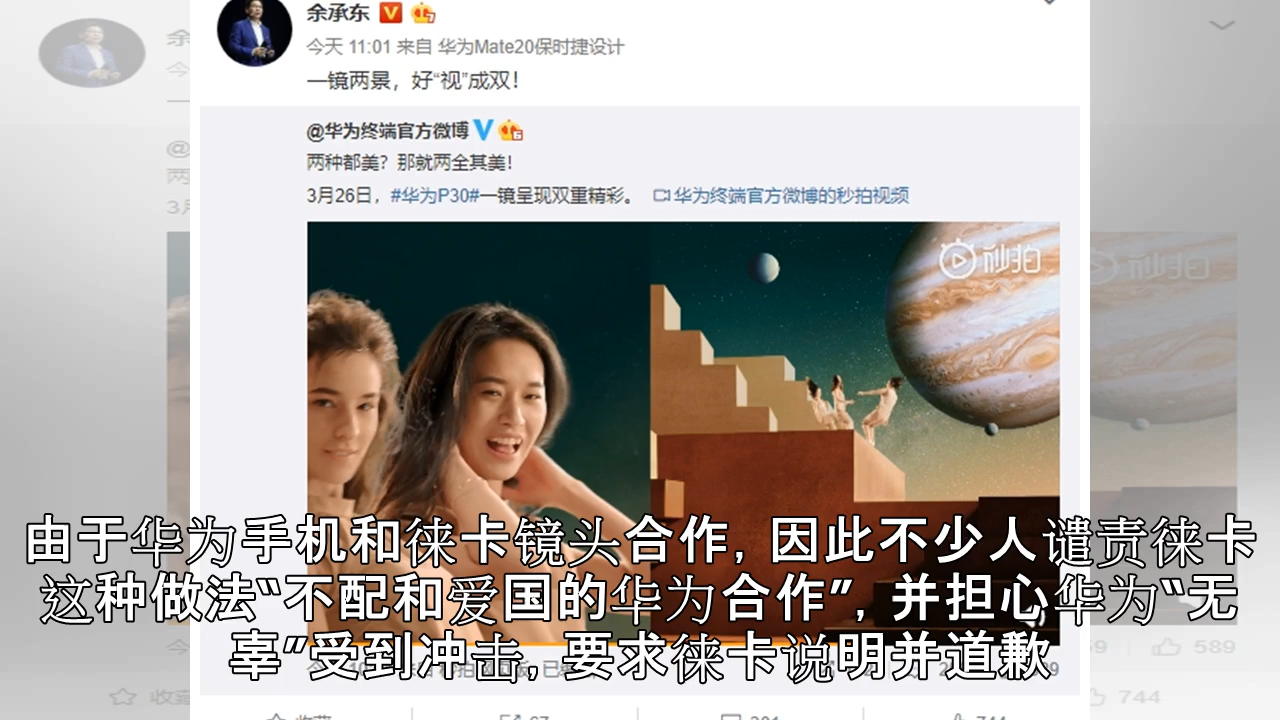 余承东
今天 11:01 来自 华为Mate20保时捷设计
一镜两景，好“视”成双！
@华为终端官方微博
两种都美？那就两全其美！
3月26日，#华为P30#一镜呈现双重精彩。 华为终端官方微博的秒拍视频
秒拍
由于华为手机和徕卡镜头合作，因此不少人谴责徕卡
这种做法“不配和爱国的华为合作”，并担心华为“无
辜”受到冲击，要求徕卡说明并道歉
589
收藏
744